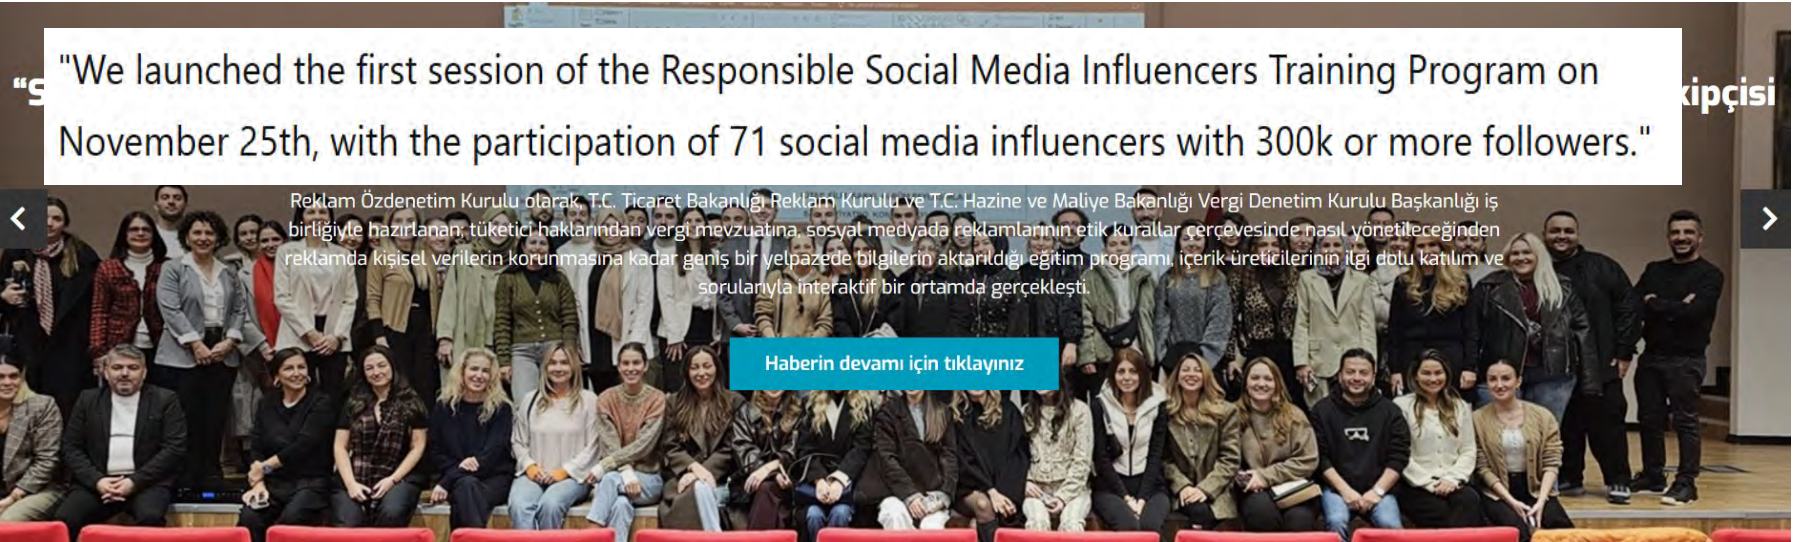 "We launched the first session of the Responsible Social Media Influencers Training Program on
November 25th, with the participation of 71 social media influencers with 300k or more followers."
Reklam Özdenetim Kurulu olarak, T.C. Ticaret Bakanlığı Reklam Kurulu ve T.C. Hazine ve Maliye Bakanlığı Vergi Denetim Kurulu Başkanlığı iş
birliğiyle hazırlanan, tüketici haklarından vergi mevzuatına, sosyal medyada reklamlarının etik kurallar çerçevesinde nasıl yönetileceğinden
reklamda kişisel verilerin korunmasına kadar geniş bir yelpazede bilgilerin aktarıldığı eğitim programı, içerik üreticilerinin ilgi dolu katılım ve
sorularıyla interaktif bir ortamda gerçekleşti.
Haberin devamı için tıklayınız